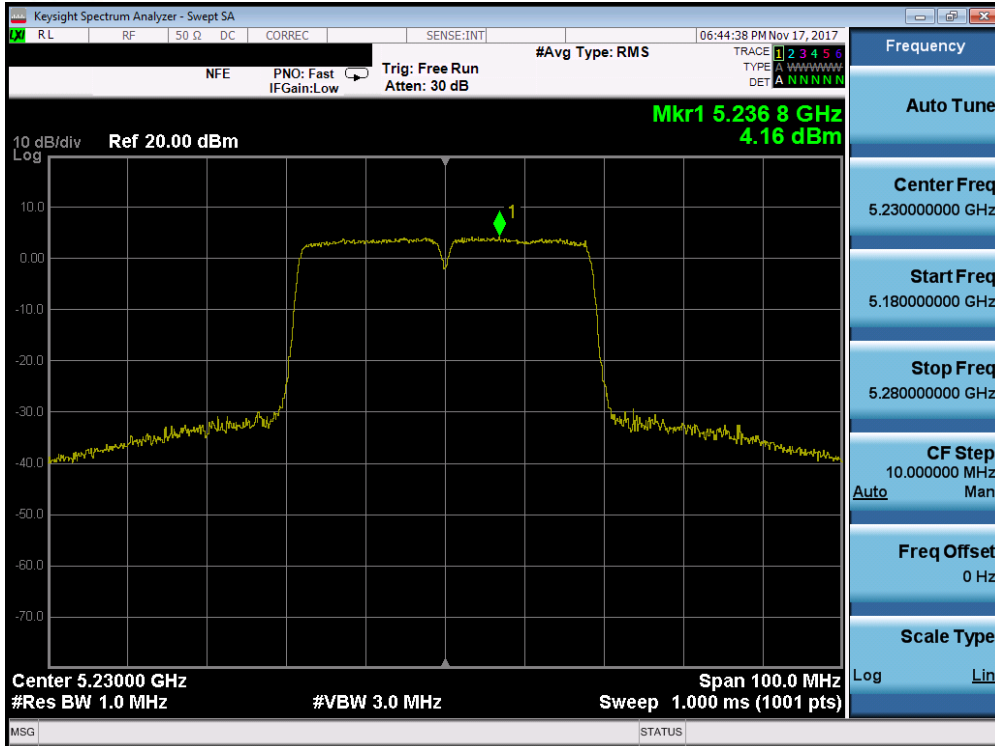 Keysight Spectrum Analyzer - Swept SA
LXI RL RF 50 Ω DC CORREC SENSE:INT 06:44:38 PM Nov 17, 2017
Frequency
#Avg Type: RMS
TRACE 1 2 3 4 5 6
NFE PNO: Fast Trig: Free Run
TYPE A WWWWW
IFGain:Low Atten: 30 dB
DET A N N N N N
Auto Tune
Mkr1 5.236 8 GHz
4.16 dBm
10 dB/div Ref 20.00 dBm
Log
10.0
0.00
-10.0
-20.0
-30.0
-40.0
-50.0
-60.0
-70.0
1
Center Freq
5.230000000 GHz
Start Freq
5.180000000 GHz
Stop Freq
5.280000000 GHz
CF Step
10.000000 MHz
Auto Man
Freq Offset
0 Hz
Scale Type
Log Lin
Center 5.23000 GHz Span 100.0 MHz
#Res BW 1.0 MHz #VBW 3.0 MHz Sweep 1.000 ms (1001 pts)
MSG STATUS